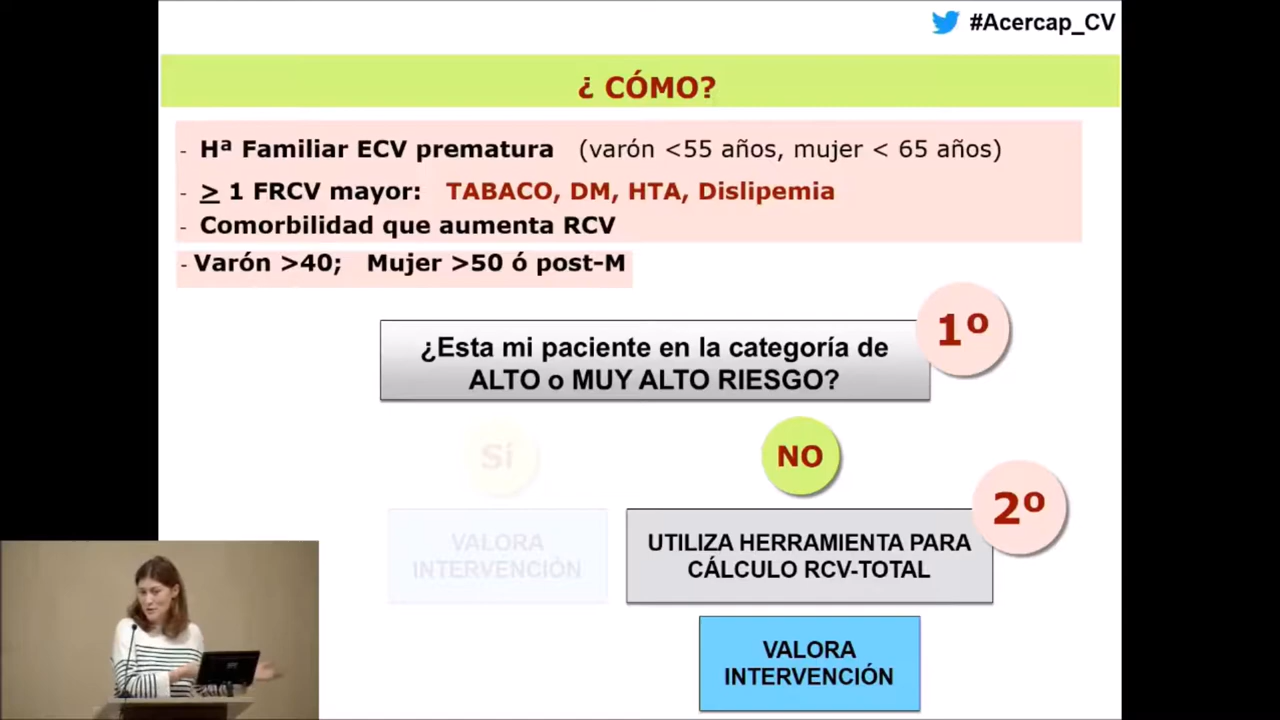 #Acercap_CV
¿ CÓMO?
- Hª Familiar ECV prematura (varón <55 años, mujer < 65 años)
- ≥ 1 FRCV mayor: TABACO, DM, HTA, Dislipemia
- Comorbilidad que aumenta RCV
- Varón >40; Mujer >50 ó post-M
1º
¿Esta mi paciente en la categoría de
ALTO o MUY ALTO RIESGO?
SÍ
NO
2º
VALORA
INTERVENCIÓN
UTILIZA HERRAMIENTA PARA
CÁLCULO RCV-TOTAL
VALORA
INTERVENCIÓN